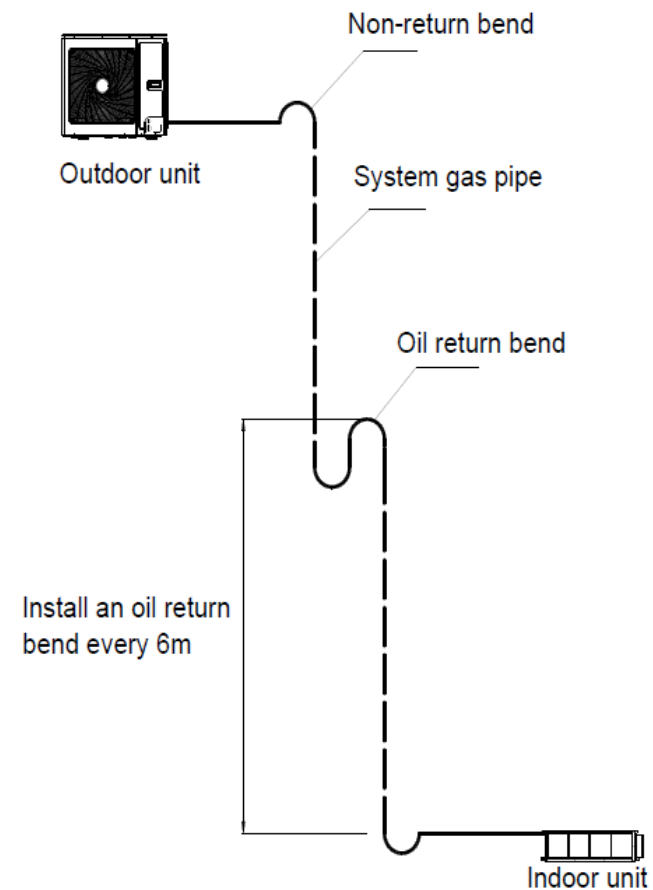 Non-return bend
Outdoor unit
System gas pipe
Oil return bend
Install an oil return
bend every 6m
Indoor unit